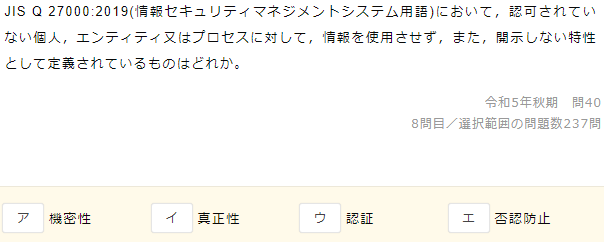 JIS Q 27000:2019(情報セキュリティマネジメントシステム用語)において，認可されてい
ない個人，エンティティ又はプロセスに対して，情報を使用させず，また，開示しない特性
として定義されているものはどれか。
令和5年秋期　問40
8問目／選択範囲の問題数237問
ア 機密性 イ 真正性 ウ 認証 エ 否認防止